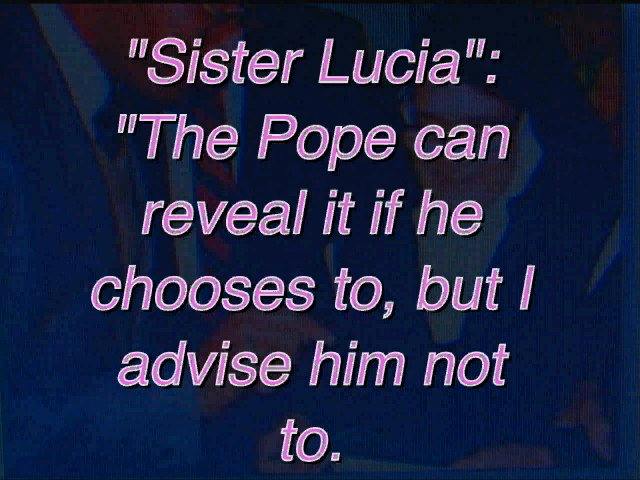 "Sister Lucia":
"The Pope can
reveal it if he
chooses to, but I
advise him not
to.